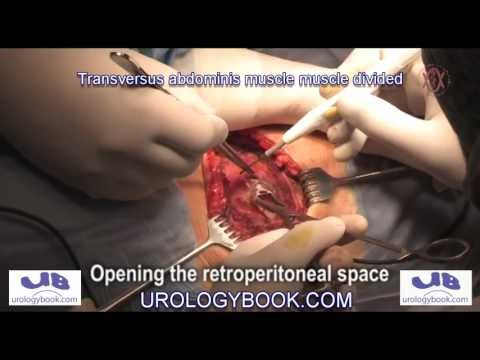 Transversus abdominis muscle muscle divided
Opening the retroperitoneal space
UROLOGYBOOK.COM
UB
urologybook.com
UB
urologybook.com